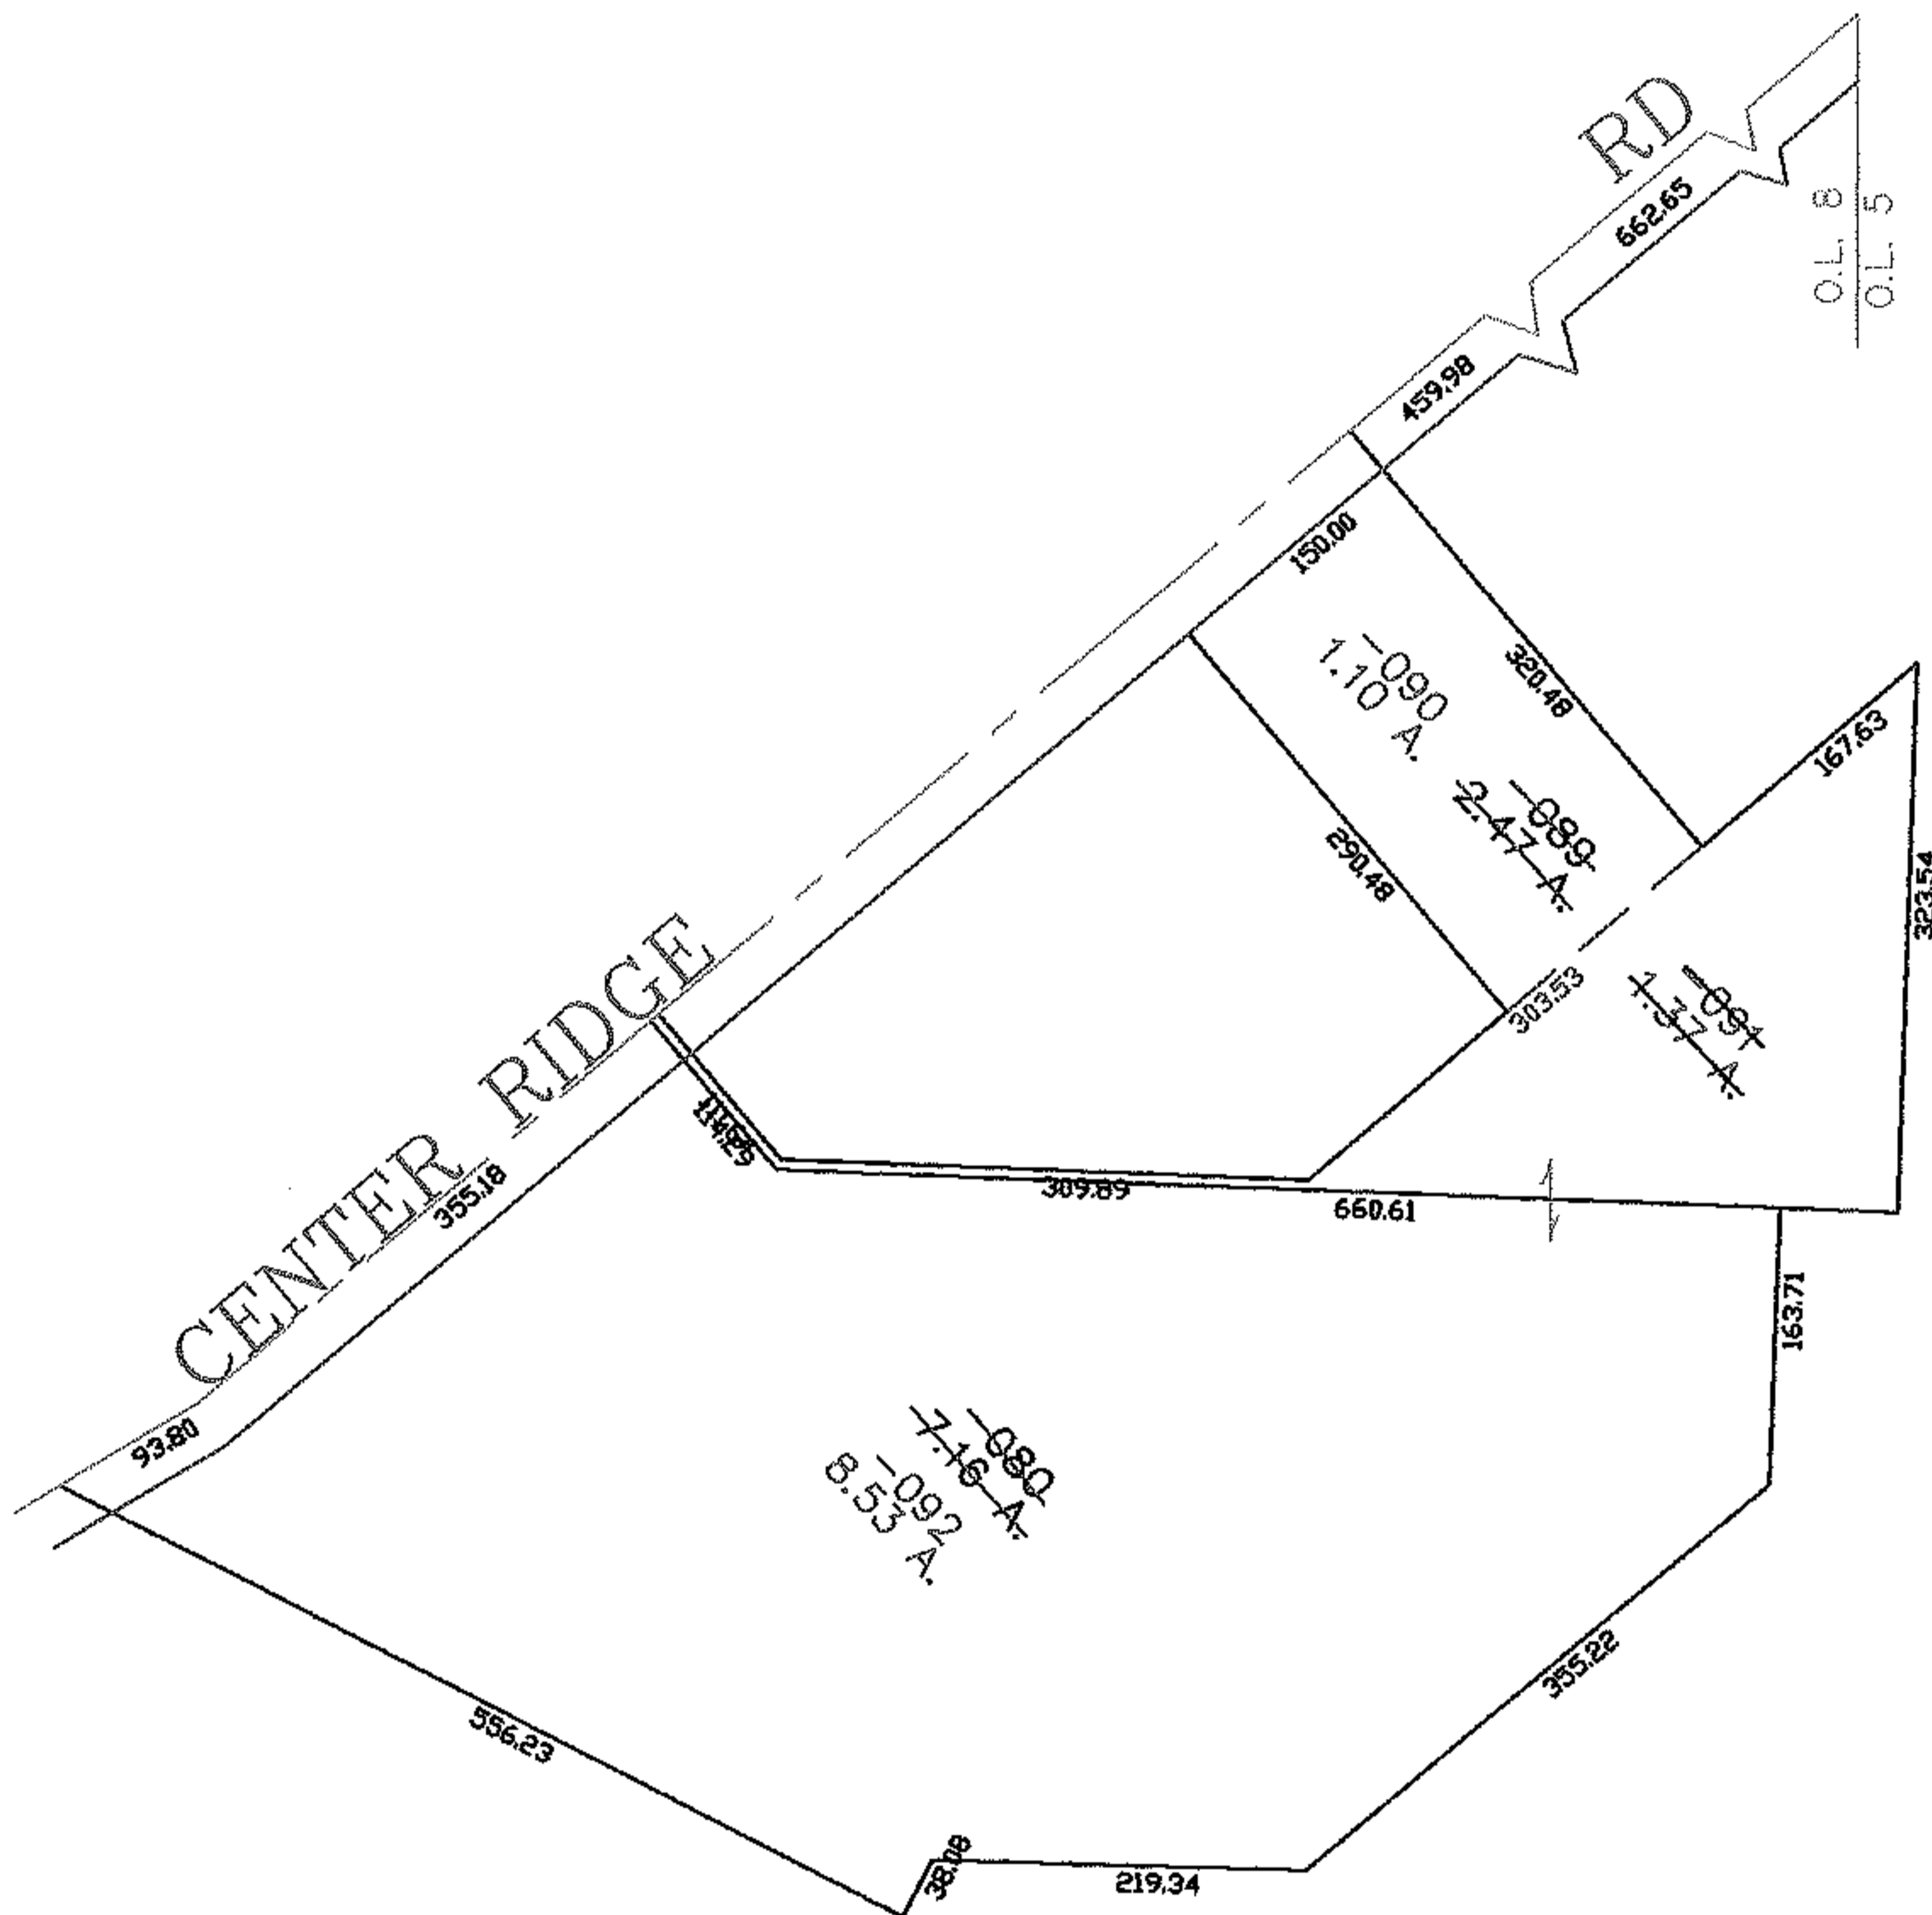 RD
662.65
O.L. 8
O.L. 5
459.98
150.00
-090
1.10 A.
320.48
167.63
-089
2.47 A.
290.48
323.54
303.53
-091
1.37 A.
CENTER RIDGE
355.18
309.89
660.61
163.71
93.80
-080
7.16 A.
-092
8.53 A.
355.22
556.23
38.08
219.34